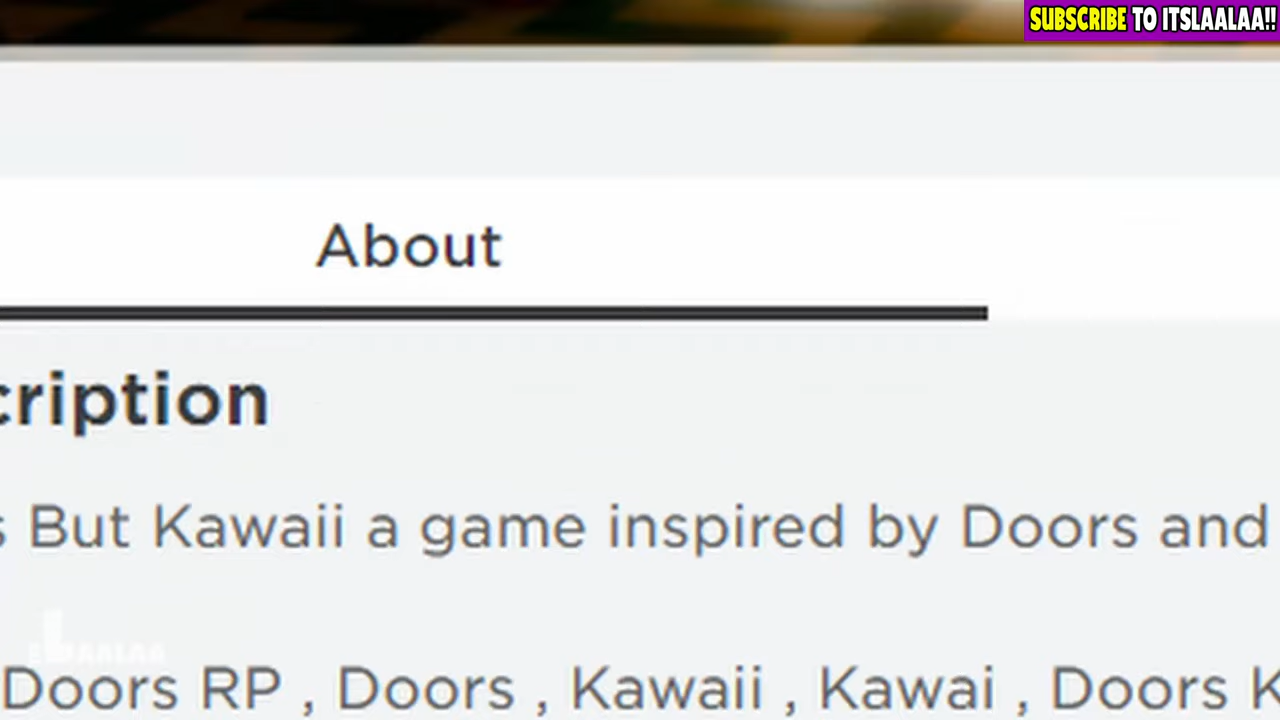 SUBSCRIBE TO ITSLAALAA!!
About
cription
s But Kawaii a game inspired by Doors and
Doors RP , Doors , Kawaii , Kawai , Doors K